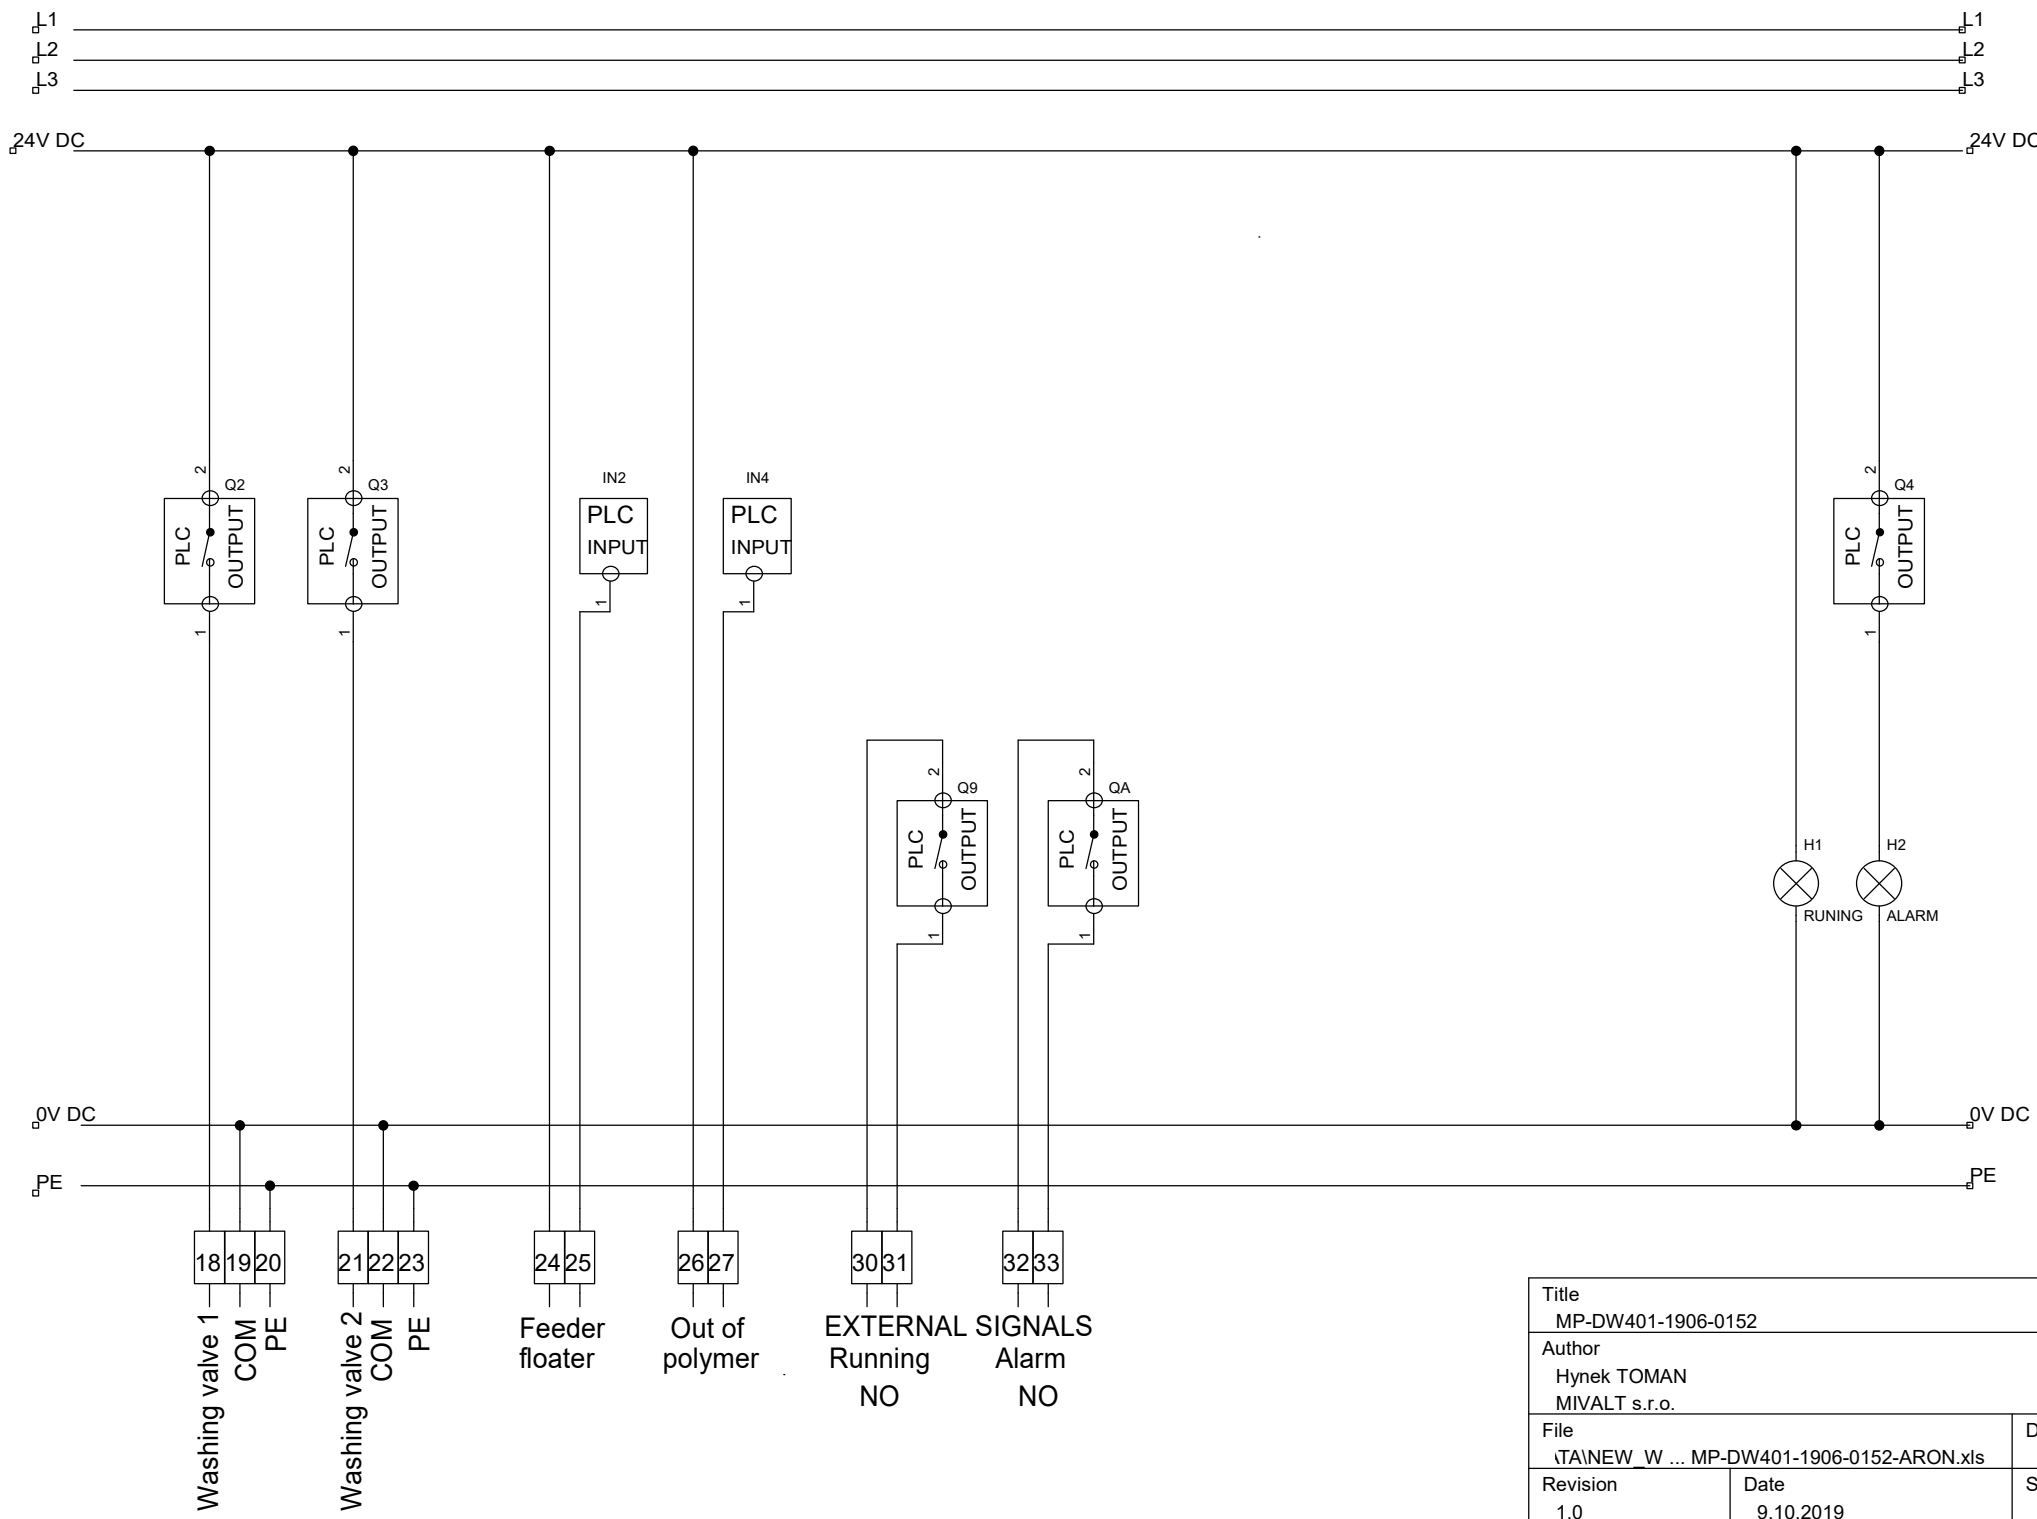 L1 L1
L2 L2
L3 L3
24V DC 24V DC
2 Q2 2 Q3 IN2 IN4 2 Q4
PLC OUTPUT PLC OUTPUT PLC INPUT PLC INPUT PLC OUTPUT
1 1 1 1 1
2 Q9 2 QA
PLC OUTPUT PLC OUTPUT
1 1
H1 H2
RUNING ALARM
0V DC 0V DC
PE PE
18 19 20 21 22 23 24 25 26 27 30 31 32 33
Washing valve 1
COM
PE
Washing valve 2
COM
PE
Feeder
floater
Out of
polymer
EXTERNAL SIGNALS
Running Alarm
NO NO
Title
MP-DW401-1906-0152
Author
Hynek TOMAN
MIVALT s.r.o.
File D
\TA\NEW_W ... MP-DW401-1906-0152-ARON.xls
Revision Date S
1.0 9.10.2019